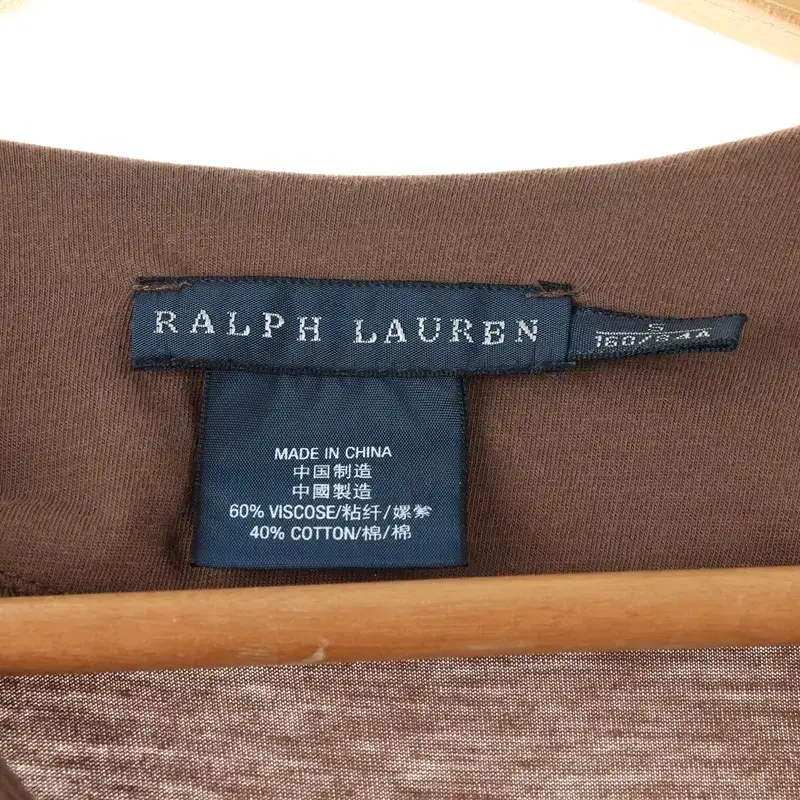 RALPH LAUREN
S
160/84A
MADE IN CHINA
中国制造
中國製造
60% VISCOSE/粘纤/嫘縈
40% COTTON/棉/棉